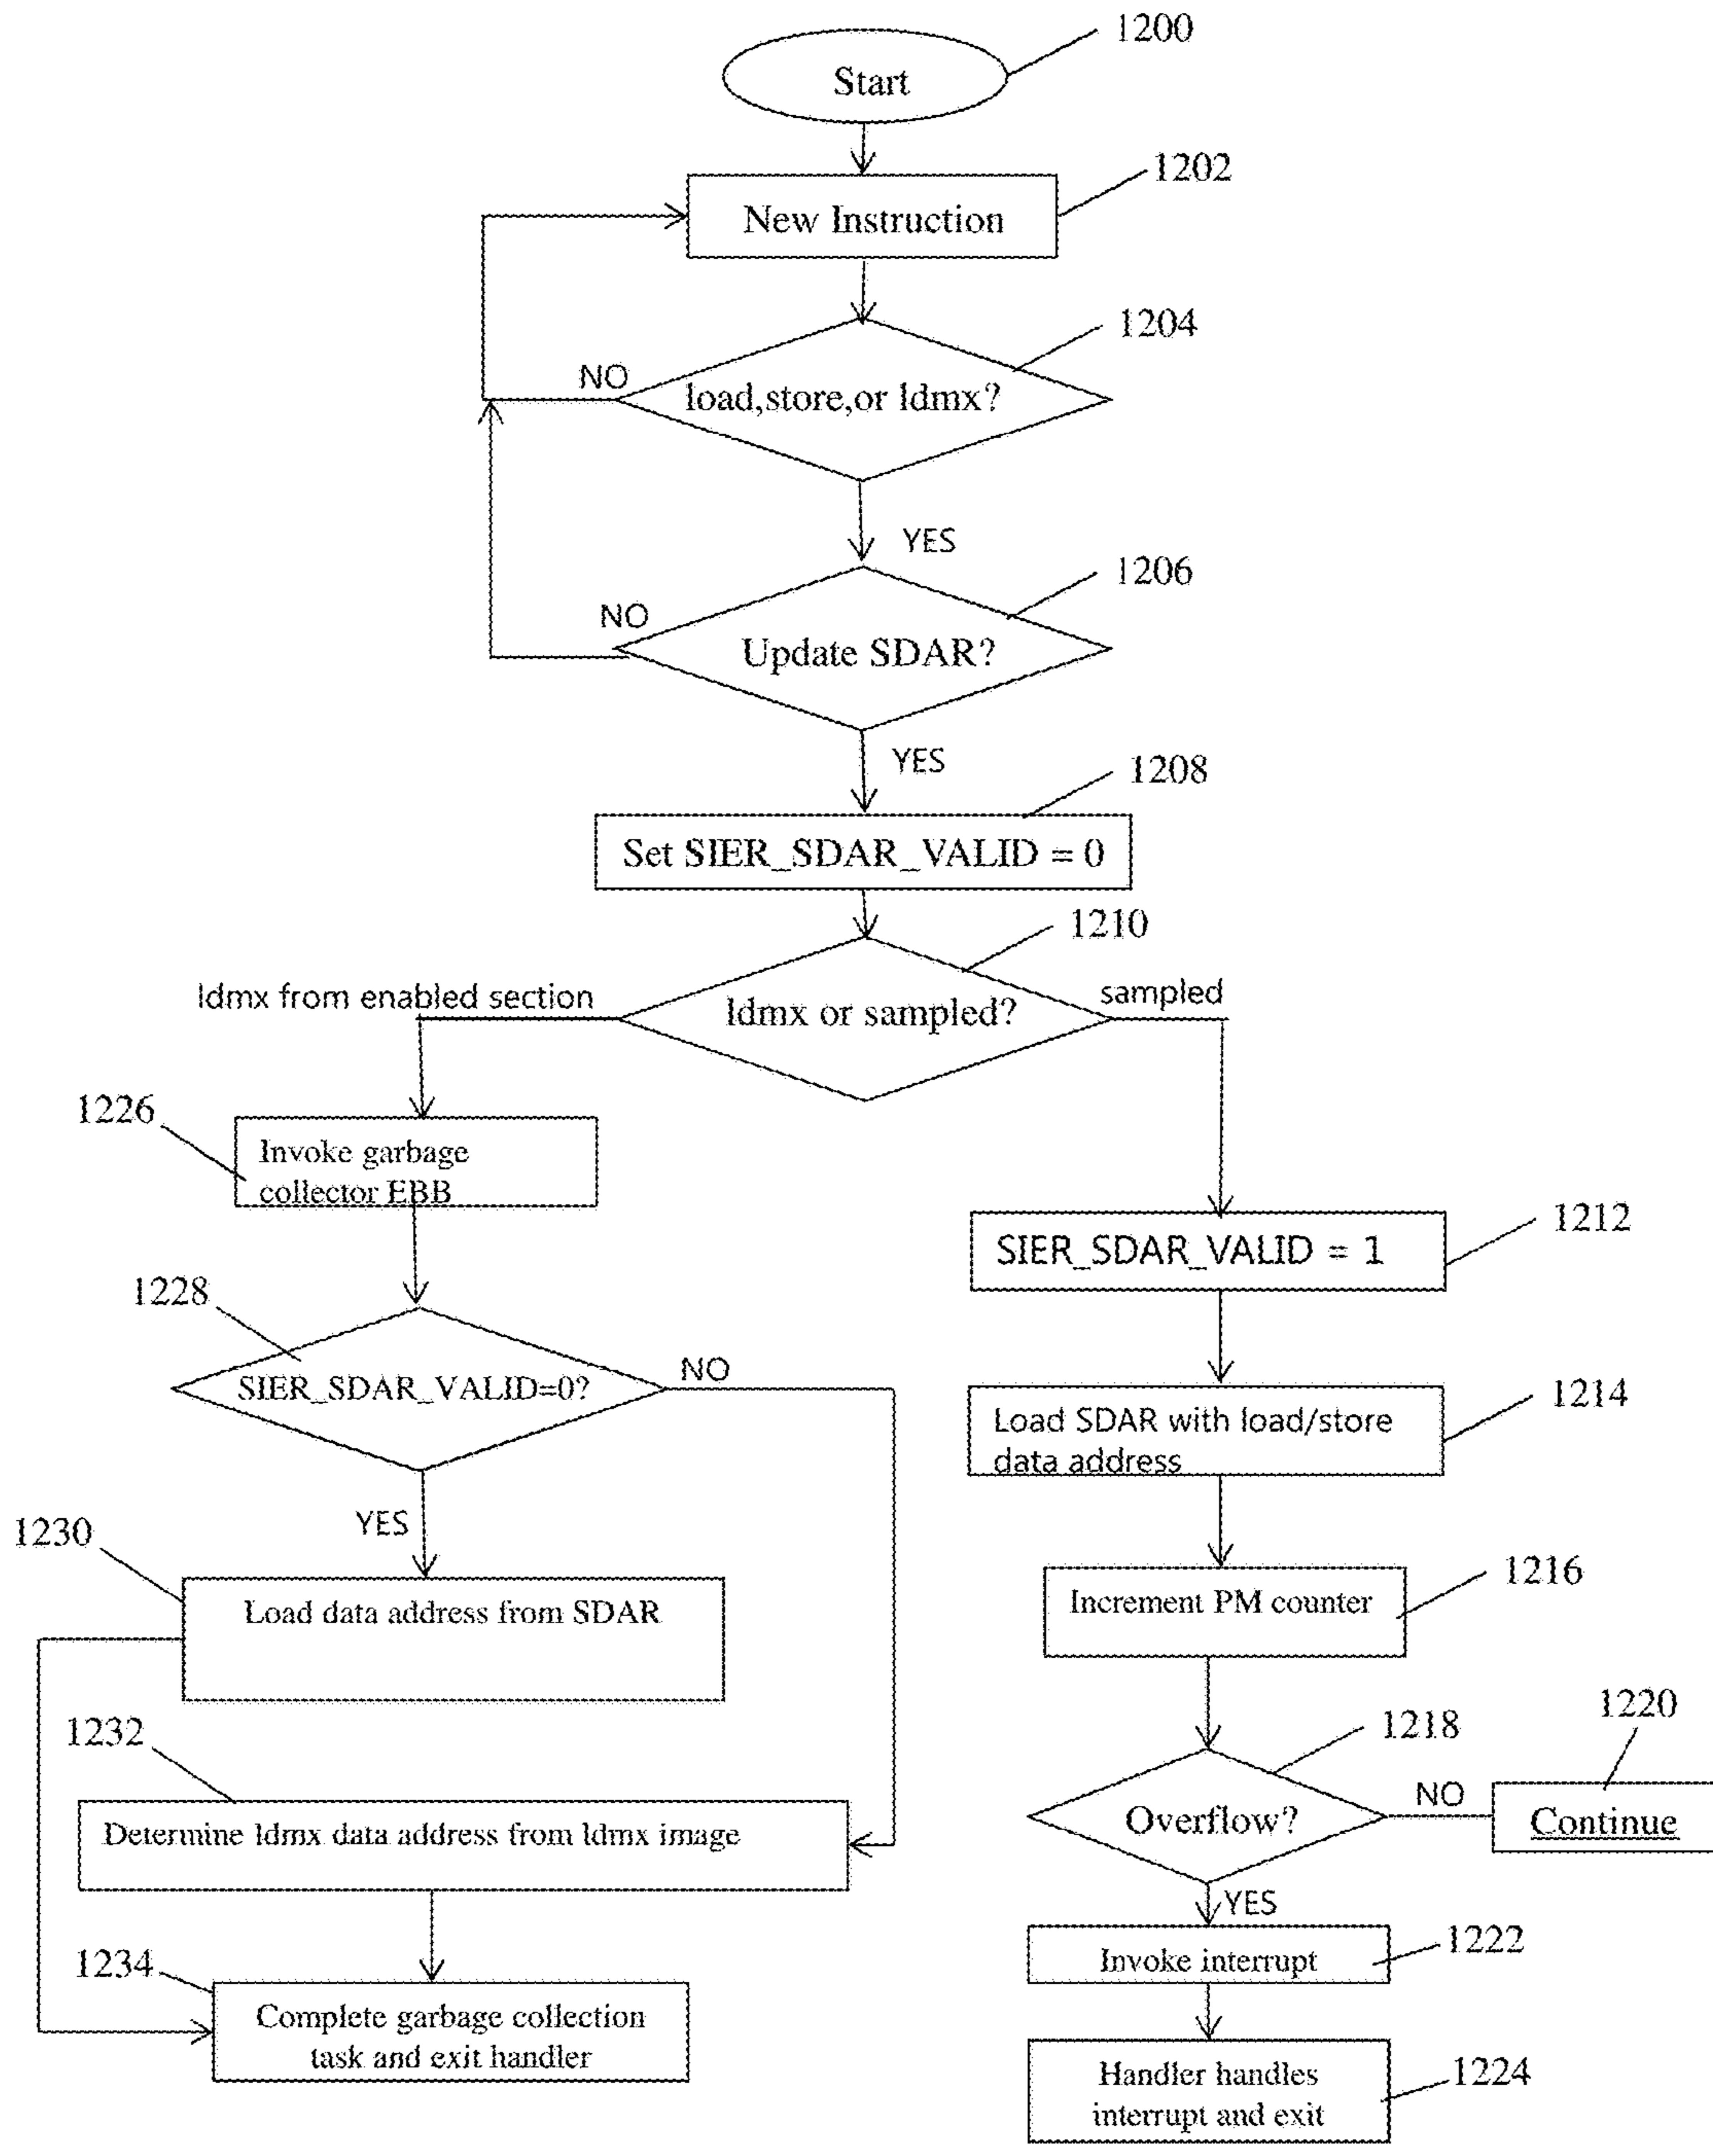 1200
Start
1202
New Instruction
1204
NO
load,store,or ldmx?
YES
1206
NO
Update SDAR?
YES
1208
Set SIER_SDAR_VALID = 0
1210
ldmx from enabled section
ldmx or sampled?
sampled
1226
Invoke garbage
collector EBB
1212
SIER_SDAR_VALID = 1
1228
SIER_SDAR_VALID=0?
NO
1214
Load SDAR with load/store
data address
YES
1230
Load data address from SDAR
1216
Increment PM counter
1232
Determine ldmx data address from ldmx image
1218
1220
Overflow?
NO
Continue
YES
1222
Invoke interrupt
1234
Complete garbage collection
task and exit handler
1224
Handler handles
interrupt and exit